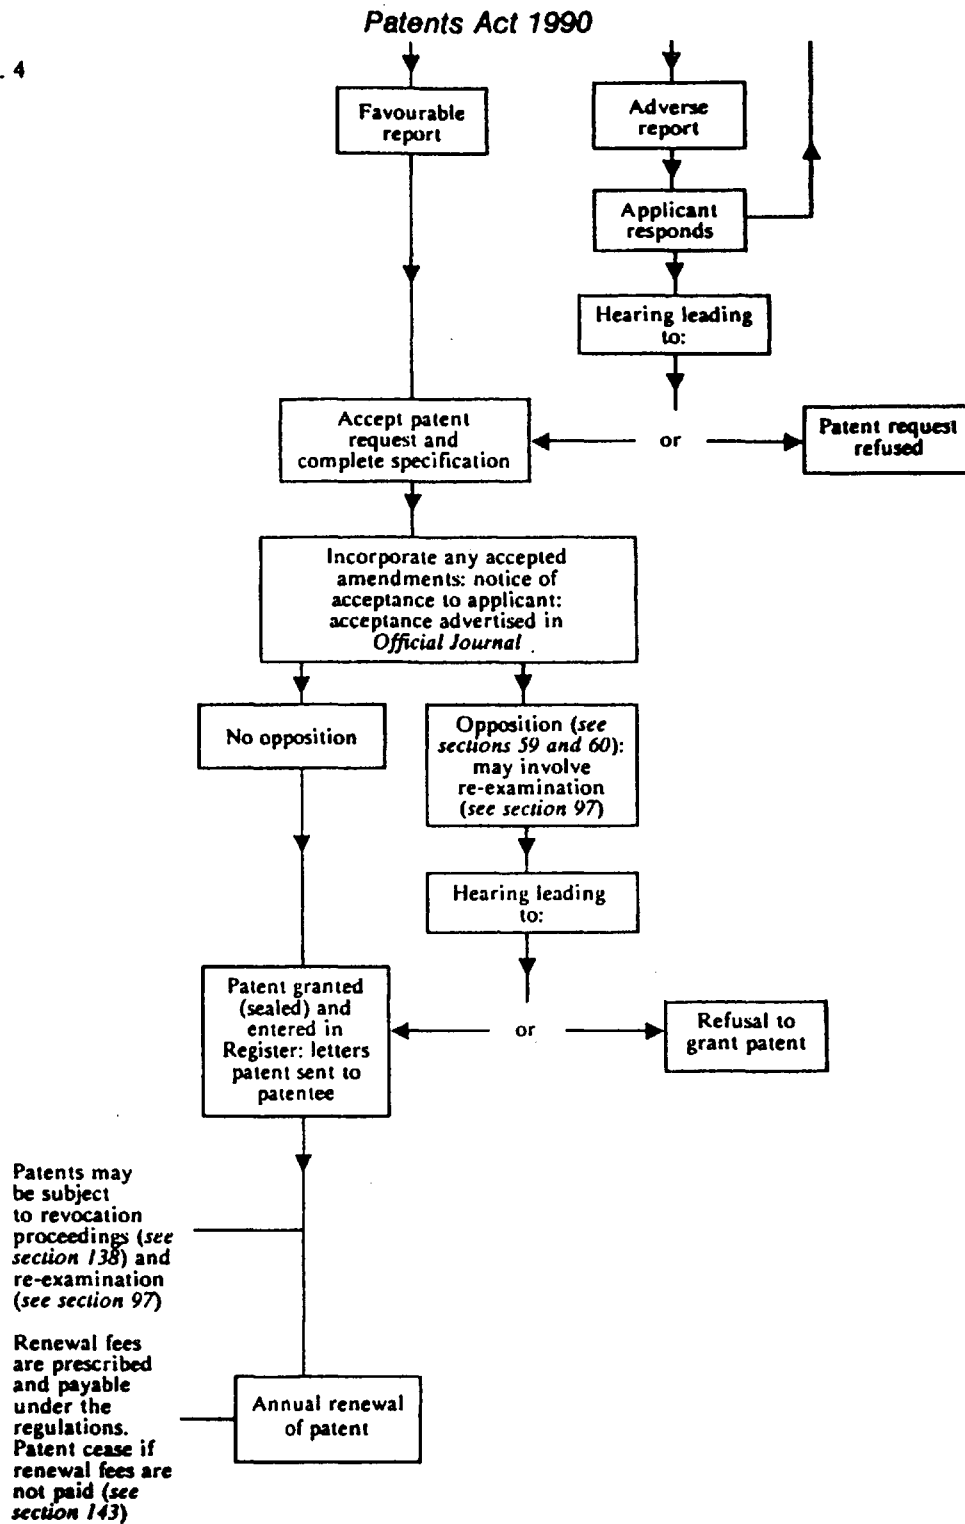 Patents Act 1990
. 4
Favourable
report
Adverse
report
Applicant
responds
Hearing leading
to:
Accept patent
request and
complete specification
or
Patent request
refused
Incorporate any accepted
amendments: notice of
acceptance to applicant:
acceptance advertised in
Official Journal
No opposition
Opposition (see
sections 59 and 60):
may involve
re-examination
(see section 97)
Hearing leading
to:
Patent granted
(sealed) and
entered in
Register: letters
patent sent to
patentee
or
Refusal to
grant patent
Patents may
be subject
to revocation
proceedings (see
section 138) and
re-examination
(see section 97)
Renewal fees
are prescribed
and payable
under the
regulations.
Patent cease if
renewal fees are
not paid (see
section 143)
Annual renewal
of patent